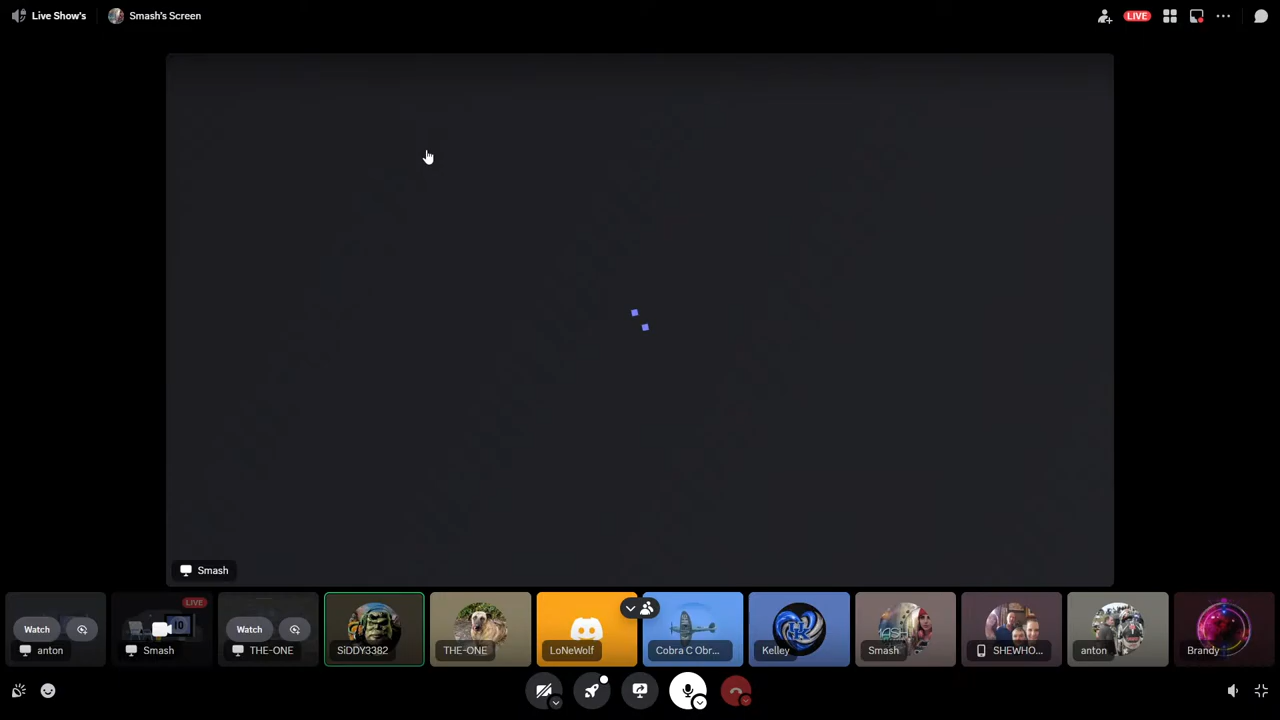 Live Show's
Smash's Screen
LIVE
Smash
LIVE
Watch
anton
Smash
Watch
THE-ONE
SiDDY3382
THE-ONE
LoNeWolf
Cobra C Obr...
Kelley
Smash
SHEWHO...
anton
Brandy